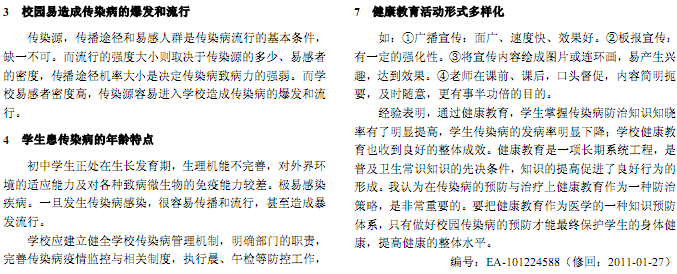 3 校园易造成传染病的爆发和流行
传染源，传播途径和易感人群是传染病流行的基本条件，
缺一不可。而流行的强度大小则取决于传染源的多少、易感者
的密度，传播途径机率大小是决定传染病致病力的强弱。而学
校易感者密度高，传染源容易进入学校造成传染病的爆发和流
行。
4 学生患传染病的年龄特点
初中学生正处在生长发育期，生理机能不完善，对外界环
境的适应能力及对各种致病微生物的免疫能力较差。极易感染
疾病。一旦发生传染病感染，很容易传播和流行，甚至造成暴
发流行。
学校应建立健全学校传染病管理机制，明确部门的职责，
完善传染病疫情监控与相关制度，执行晨、午检等防控工作，
7 健康教育活动形式多样化
如：①广播宣传：面广、速度快、效果好。②板报宣传：
有一定的强化性。③将宣传内容绘成图片或连环画，易产生兴
趣，达到效果。④老师在课前、课后，口头督促，内容简明扼
要，及时随意，更有事半功倍的目的。
经验表明，通过健康教育，学生掌握传染病防治知识知晓
率有了明显提高，学生传染病的发病率明显下降；学校健康教
育也收到良好的整体成效。健康教育是一项长期系统工程，是
普及卫生常识知识的先决条件，知识的提高促进了良好行为的
形成。我认为在传染病的预防与治疗上健康教育作为一种防治
策略，是非常重要的。要把健康教育作为医学的一种知识预防
体系，只有做好校园传染病的预防才能最终保护学生的身体健
康，提高健康的整体水平。
编号：EA-101224588（修回：2011-01-27）